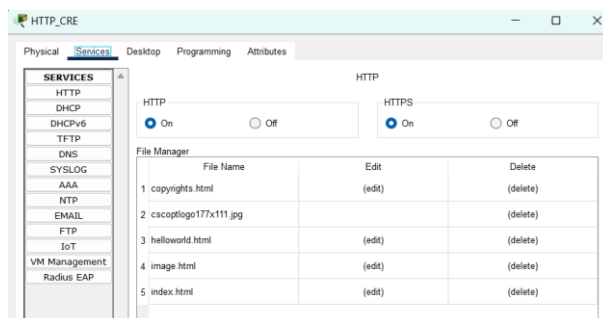 HTTP_CRE
Physical Services Desktop Programming Attributes
SERVICES
HTTP
DHCP
DHCPv6
TFTP
DNS
SYSLOG
AAA
NTP
EMAIL
FTP
IoT
VM Management
Radius EAP
HTTP
HTTP
On Off
HTTPS
On Off
File Manager
File Name Edit Delete
1 copyrights.html (edit) (delete)
2 cscoptlogo177x111.jpg (delete)
3 helloworld.html (edit) (delete)
4 image.html (edit) (delete)
5 index.html (edit) (delete)